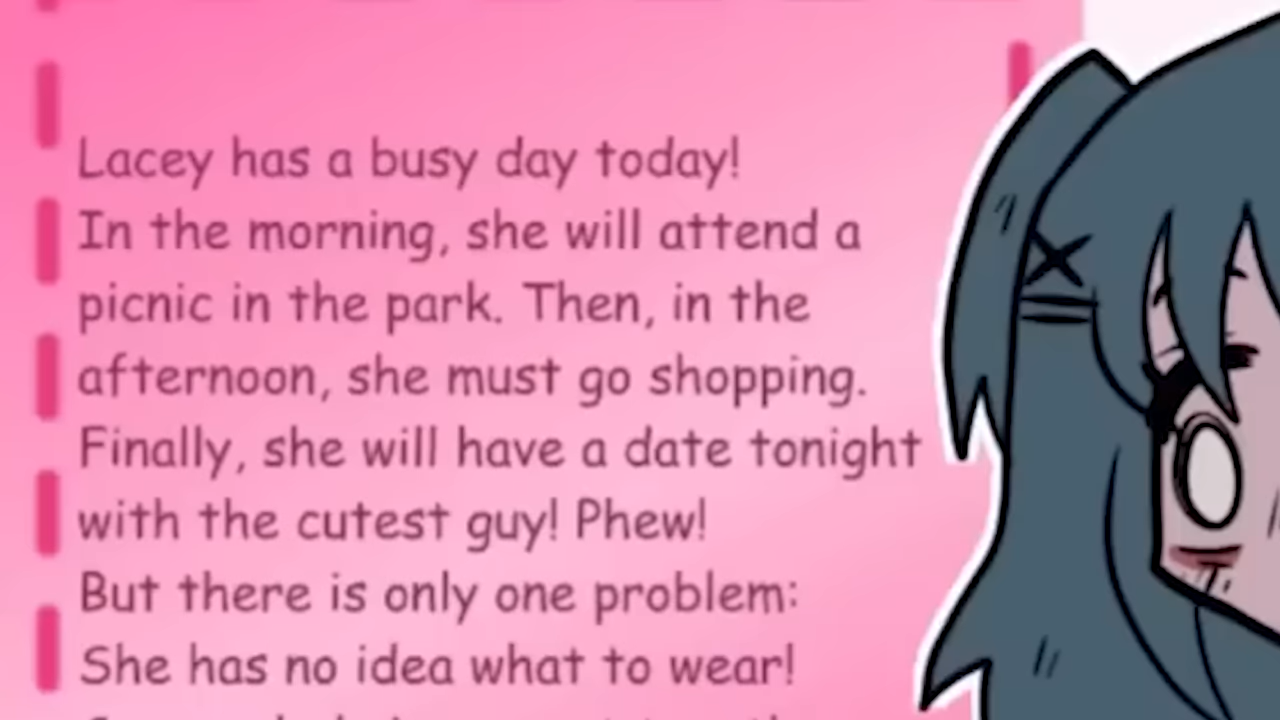 Lacey has a busy day today!
In the morning, she will attend a
picnic in the park. Then, in the
afternoon, she must go shopping.
Finally, she will have a date tonight
with the cutest guy! Phew!
But there is only one problem:
She has no idea what to wear!